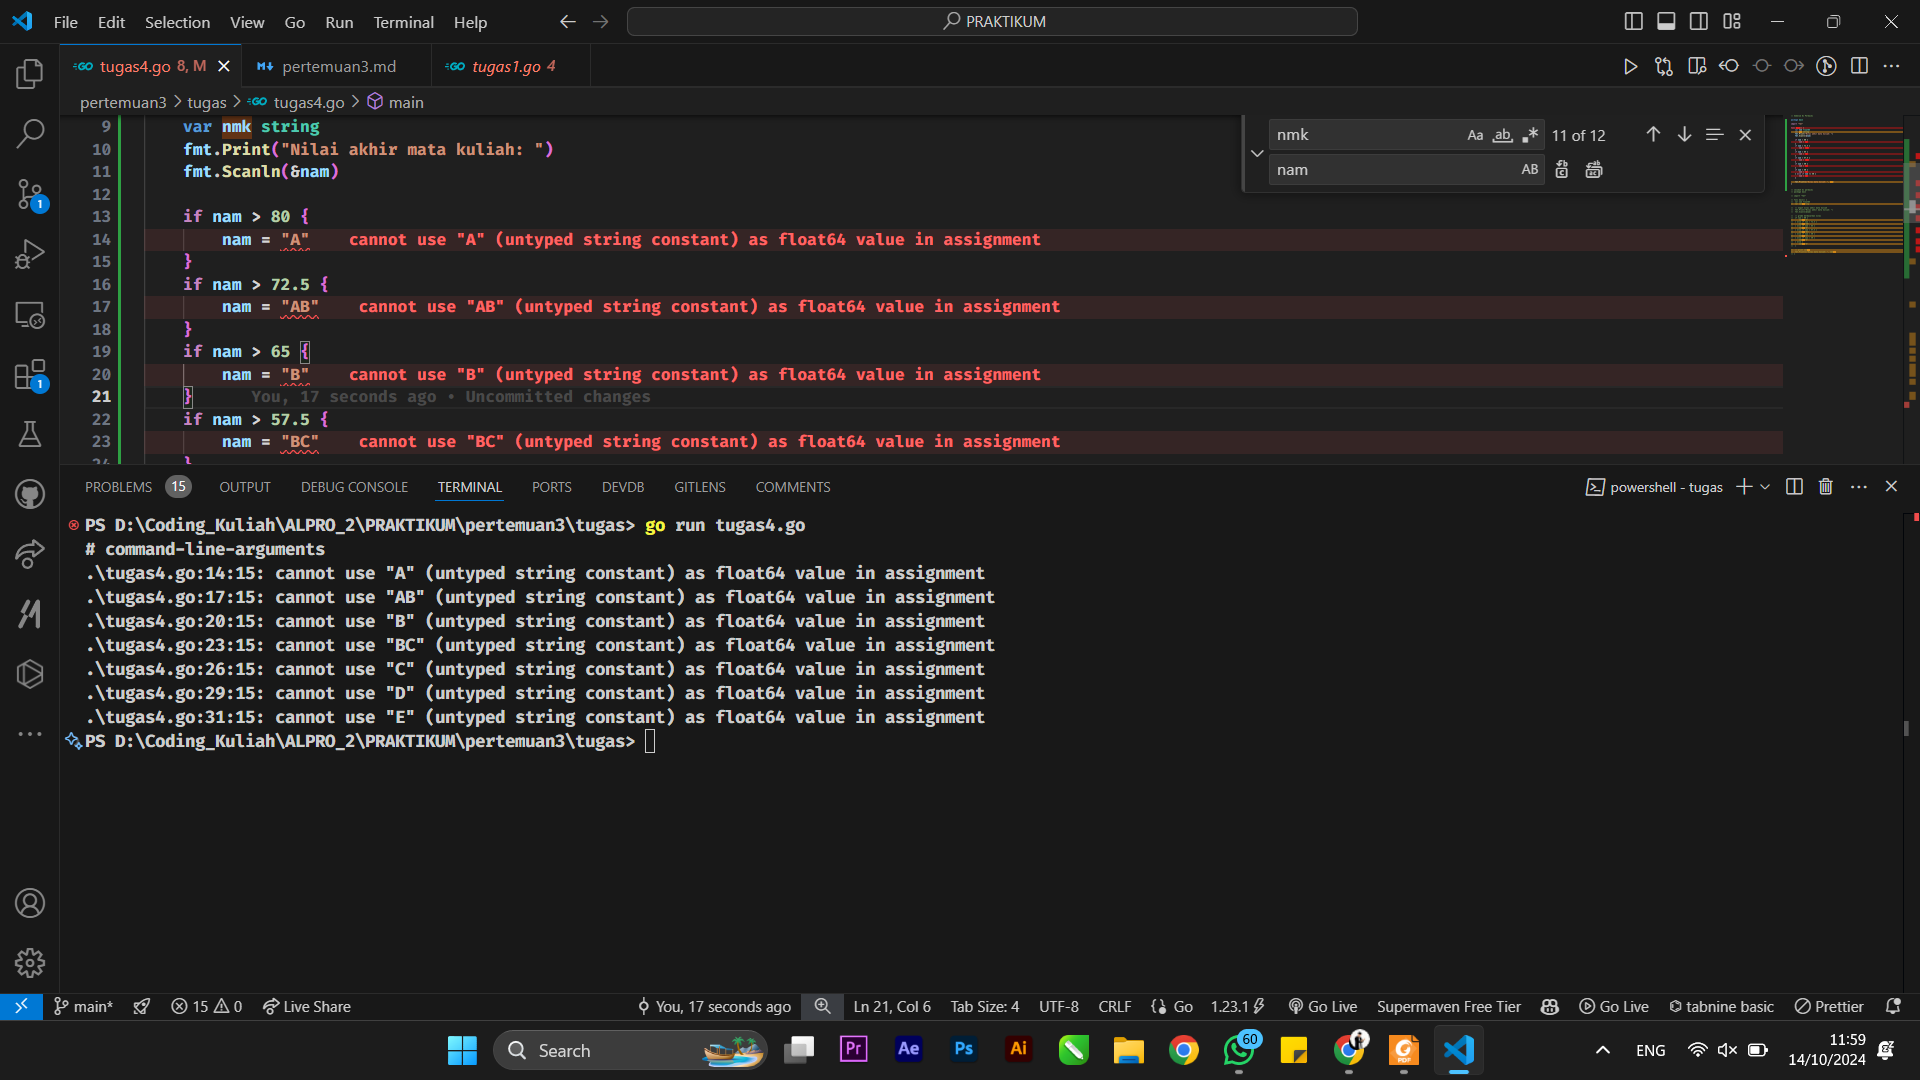 File Edit Selection View Go Run Terminal Help
PRAKTIKUM
tugas4.go 8, M
pertemuan3.md
tugas1.go 4
pertemuan3 > tugas > tugas4.go > main
9 var nmk string
10 fmt.Print("Nilai akhir mata kuliah: ")
11 fmt.Scanln(&nam)
12
13 if nam > 80 {
14 nam = "A" cannot use "A" (untyped string constant) as float64 value in assignment
15 }
16 if nam > 72.5 {
17 nam = "AB" cannot use "AB" (untyped string constant) as float64 value in assignment
18 }
19 if nam > 65 {
20 nam = "B" cannot use "B" (untyped string constant) as float64 value in assignment
21 } You, 17 seconds ago • Uncommitted changes
22 if nam > 57.5 {
23 nam = "BC" cannot use "BC" (untyped string constant) as float64 value in assignment
24 }
nmk Aa ab 11 of 12
nam AB
1
1
PROBLEMS 15 OUTPUT DEBUG CONSOLE TERMINAL PORTS DEVDB GITLENS COMMENTS
powershell - tugas
PS D:\Coding_Kuliah\ALPRO_2\PRAKTIKUM\pertemuan3\tugas> go run tugas4.go
# command-line-arguments
.\tugas4.go:14:15: cannot use "A" (untyped string constant) as float64 value in assignment
.\tugas4.go:17:15: cannot use "AB" (untyped string constant) as float64 value in assignment
.\tugas4.go:20:15: cannot use "B" (untyped string constant) as float64 value in assignment
.\tugas4.go:23:15: cannot use "BC" (untyped string constant) as float64 value in assignment
.\tugas4.go:26:15: cannot use "C" (untyped string constant) as float64 value in assignment
.\tugas4.go:29:15: cannot use "D" (untyped string constant) as float64 value in assignment
.\tugas4.go:31:15: cannot use "E" (untyped string constant) as float64 value in assignment
PS D:\Coding_Kuliah\ALPRO_2\PRAKTIKUM\pertemuan3\tugas>
main* 15 0 Live Share You, 17 seconds ago Ln 21, Col 6 Tab Size: 4 UTF-8 CRLF Go 1.23.1 Go Live Supermaven Free Tier Go Live tabnine basic Prettier
Search Pr Ae Ps Ai 60 PDF ENG 11:59
14/10/2024